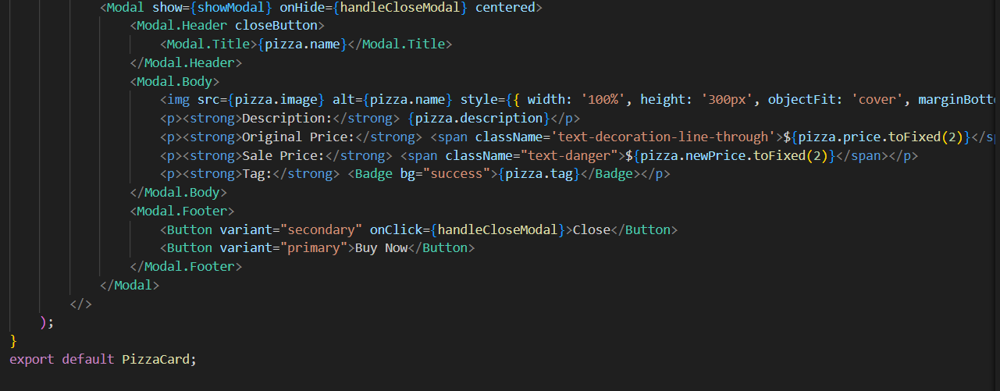 <Modal show={showModal} onHide={handleCloseModal} centered>
<Modal.Header closeButton>
<Modal.Title>{pizza.name}</Modal.Title>
</Modal.Header>
<Modal.Body>
<img src={pizza.image} alt={pizza.name} style={{ width: '100%', height: '300px', objectFit: 'cover', marginBotto
<p><strong>Description:</strong> {pizza.description}</p>
<p><strong>Original Price:</strong> <span className='text-decoration-line-through'>${pizza.price.toFixed(2)}</sp
<p><strong>Sale Price:</strong> <span className="text-danger">${pizza.newPrice.toFixed(2)}</span></p>
<p><strong>Tag:</strong> <Badge bg="success">{pizza.tag}</Badge></p>
</Modal.Body>
<Modal.Footer>
<Button variant="secondary" onClick={handleCloseModal}>Close</Button>
<Button variant="primary">Buy Now</Button>
</Modal.Footer>
</Modal>
</>
);
}
export default PizzaCard;